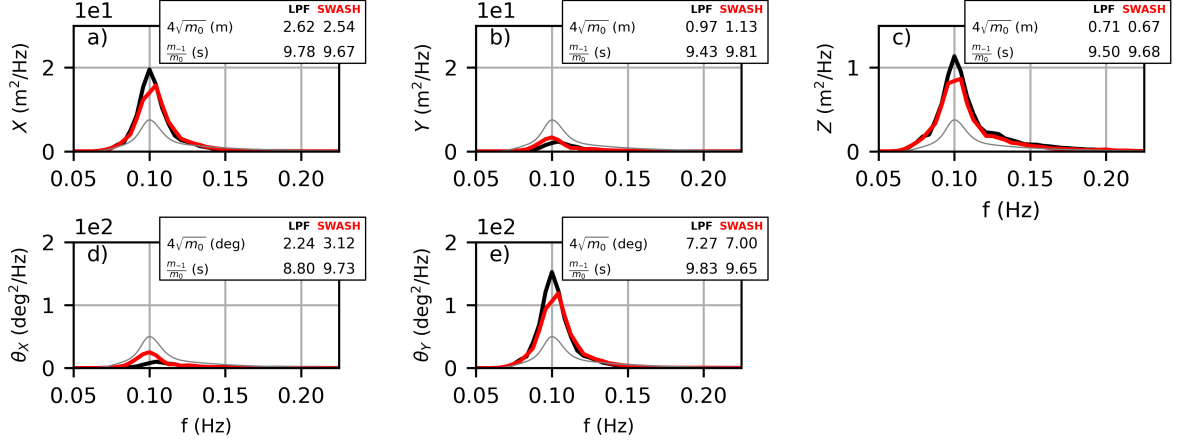 1e1
LPF SWASH
4√m₀ (m) 2.62 2.54
m₋₁/m₀ (s) 9.78 9.67
a)
X (m²/Hz)
2
0
0.05 0.10 0.15 0.20
1e1
LPF SWASH
4√m₀ (m) 0.97 1.13
m₋₁/m₀ (s) 9.43 9.81
b)
Y (m²/Hz)
2
0
0.05 0.10 0.15 0.20
LPF SWASH
4√m₀ (m) 0.71 0.67
m₋₁/m₀ (s) 9.50 9.68
c)
Z (m²/Hz)
1
0
0.05 0.10 0.15 0.20
f (Hz)
1e2
LPF SWASH
4√m₀ (deg) 2.24 3.12
m₋₁/m₀ (s) 8.80 9.73
d)
θ_X (deg²/Hz)
2
1
0
0.05 0.10 0.15 0.20
f (Hz)
1e2
LPF SWASH
4√m₀ (deg) 7.27 7.00
m₋₁/m₀ (s) 9.83 9.65
e)
θ_Y (deg²/Hz)
2
1
0
0.05 0.10 0.15 0.20
f (Hz)